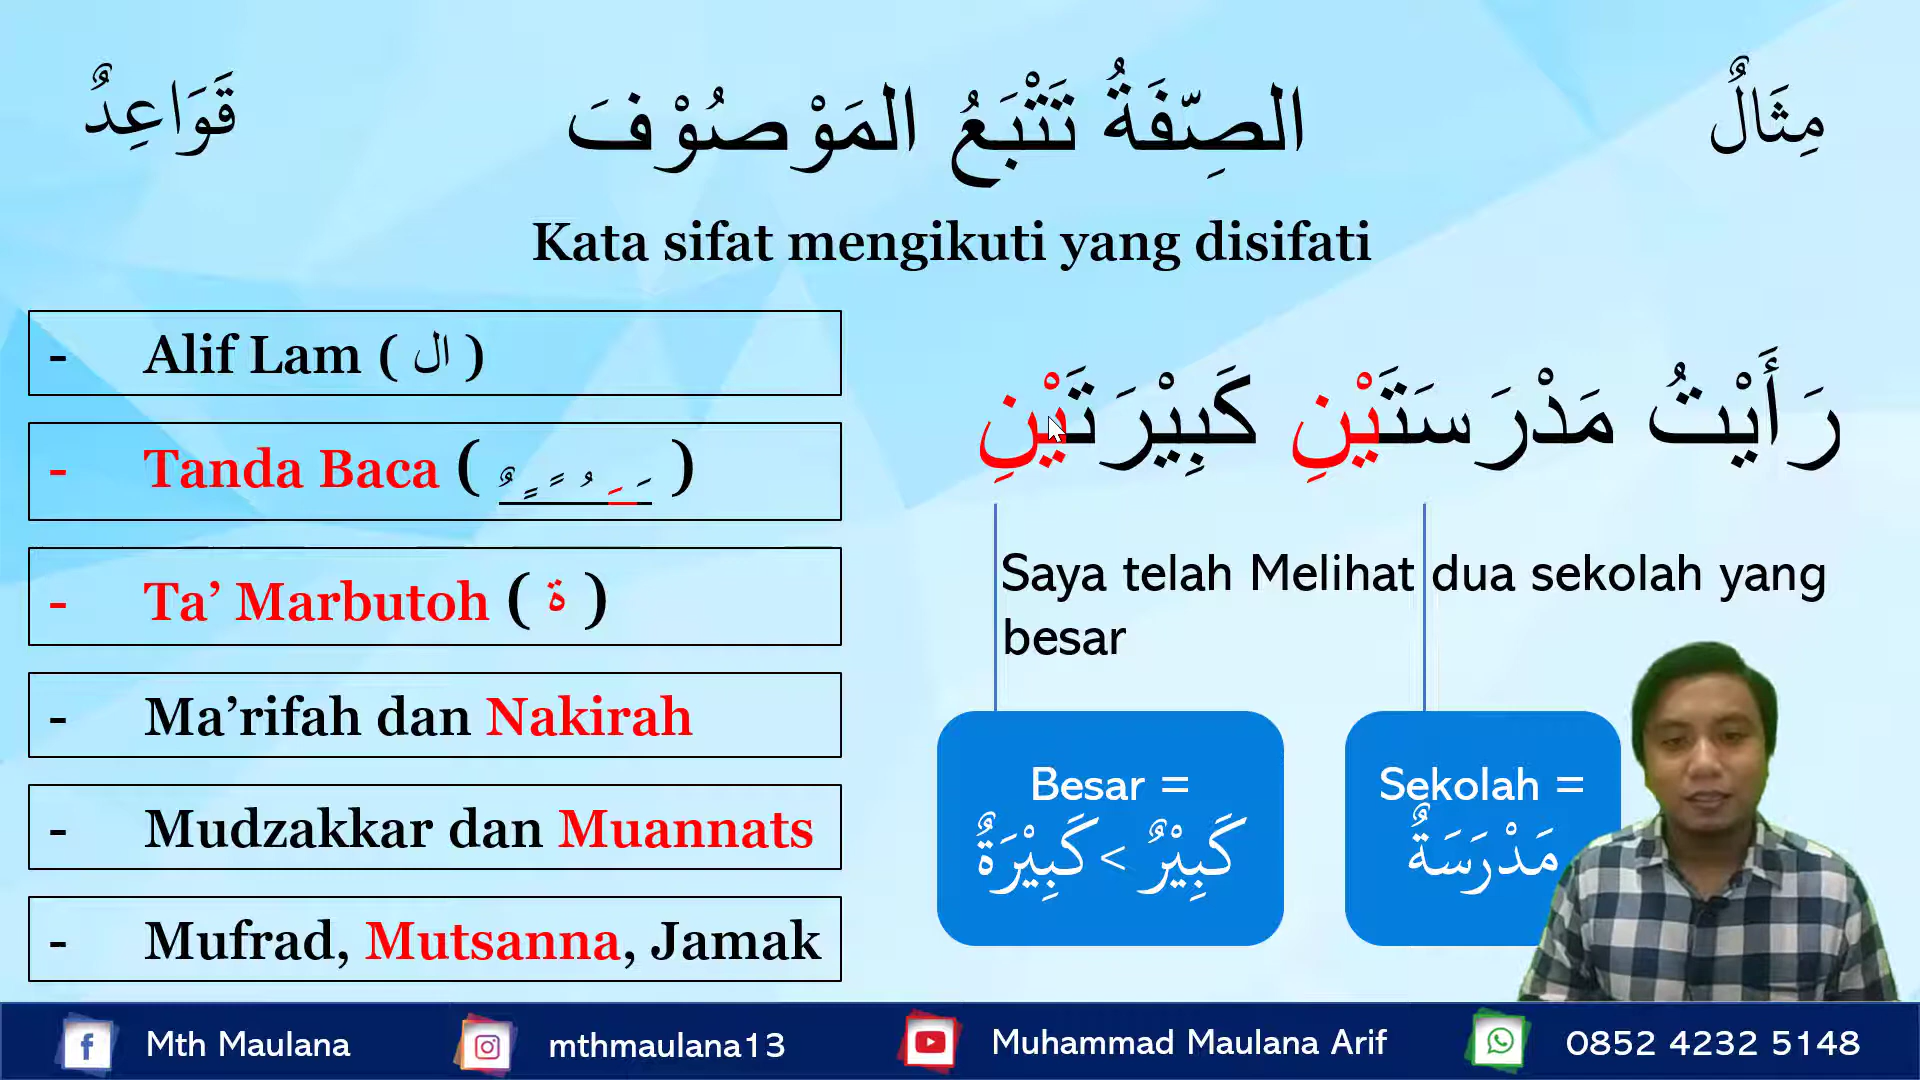 قَوَاعِدٌ
الصِّفَةُ تَتْبَعُ المَوْصُوْفَ
مِثَالٌ
Kata sifat mengikuti yang disifati
- Alif Lam ( ال )
- Tanda Baca ( ـَـِـُـًـٍـٌ )
- Ta’ Marbutoh ( ة )
- Ma’rifah dan Nakirah
- Mudzakkar dan Muannats
- Mufrad, Mutsanna, Jamak
رَأَيْتُ مَدْرَسَتَيْنِ كَبِيْرَتَيْنِ
Saya telah Melihat dua sekolah yang
besar
Besar =
كَبِيْرٌ > كَبِيْرَةٌ
Sekolah =
مَدْرَسَةٌ
Mth Maulana
mthmaulana13
Muhammad Maulana Arif
0852 4232 5148